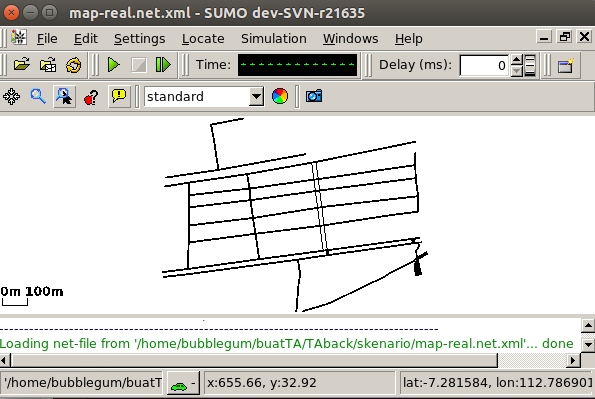 map-real.net.xml - SUMO dev-SVN-r21635
File Edit Settings Locate Simulation Windows Help
Time: Delay (ms): 0
standard
0m 100m
Loading net-file from '/home/bubblegum/buatTA/TAback/skenario/map-real.net.xml'... done
'/home/bubblegum/buatT - x:655.66, y:32.92 lat:-7.281584, lon:112.786901